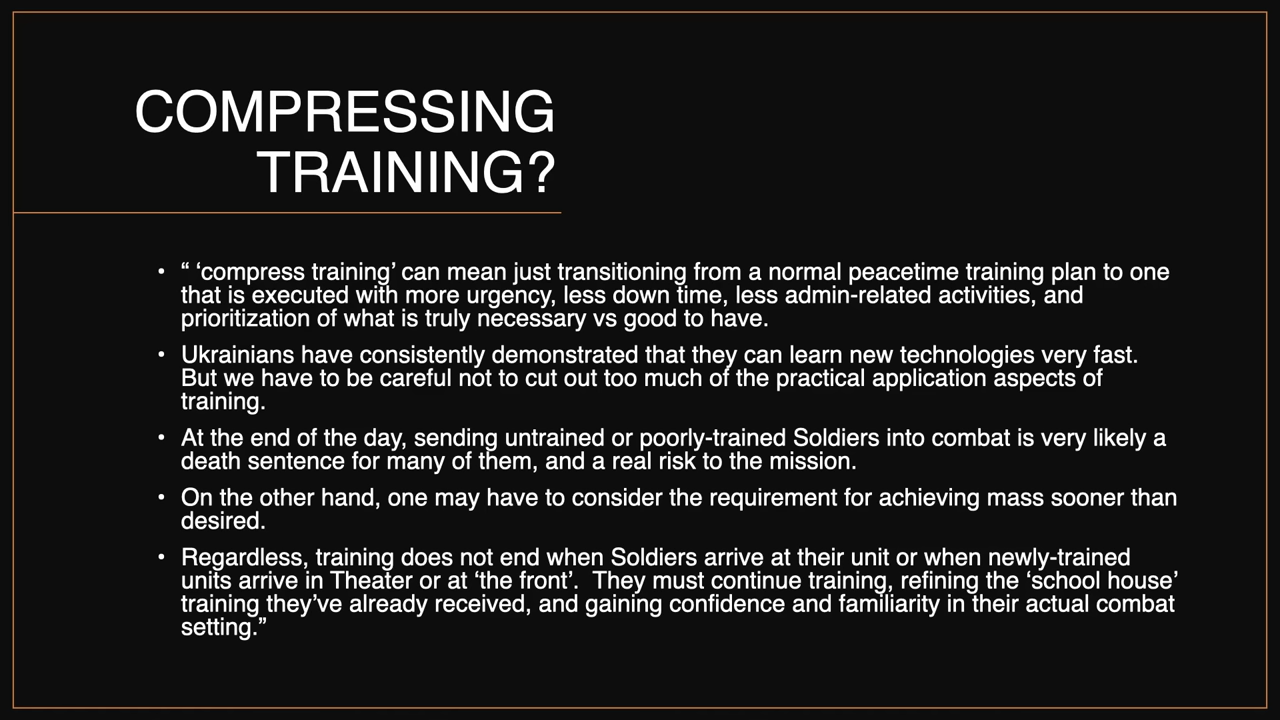 COMPRESSING
TRAINING?
• “ ‘compress training’ can mean just transitioning from a normal peacetime training plan to one
that is executed with more urgency, less down time, less admin-related activities, and
prioritization of what is truly necessary vs good to have.
• Ukrainians have consistently demonstrated that they can learn new technologies very fast.
But we have to be careful not to cut out too much of the practical application aspects of
training.
• At the end of the day, sending untrained or poorly-trained Soldiers into combat is very likely a
death sentence for many of them, and a real risk to the mission.
• On the other hand, one may have to consider the requirement for achieving mass sooner than
desired.
• Regardless, training does not end when Soldiers arrive at their unit or when newly-trained
units arrive in Theater or at ‘the front’.  They must continue training, refining the ‘school house’
training they’ve already received, and gaining confidence and familiarity in their actual combat
setting.”